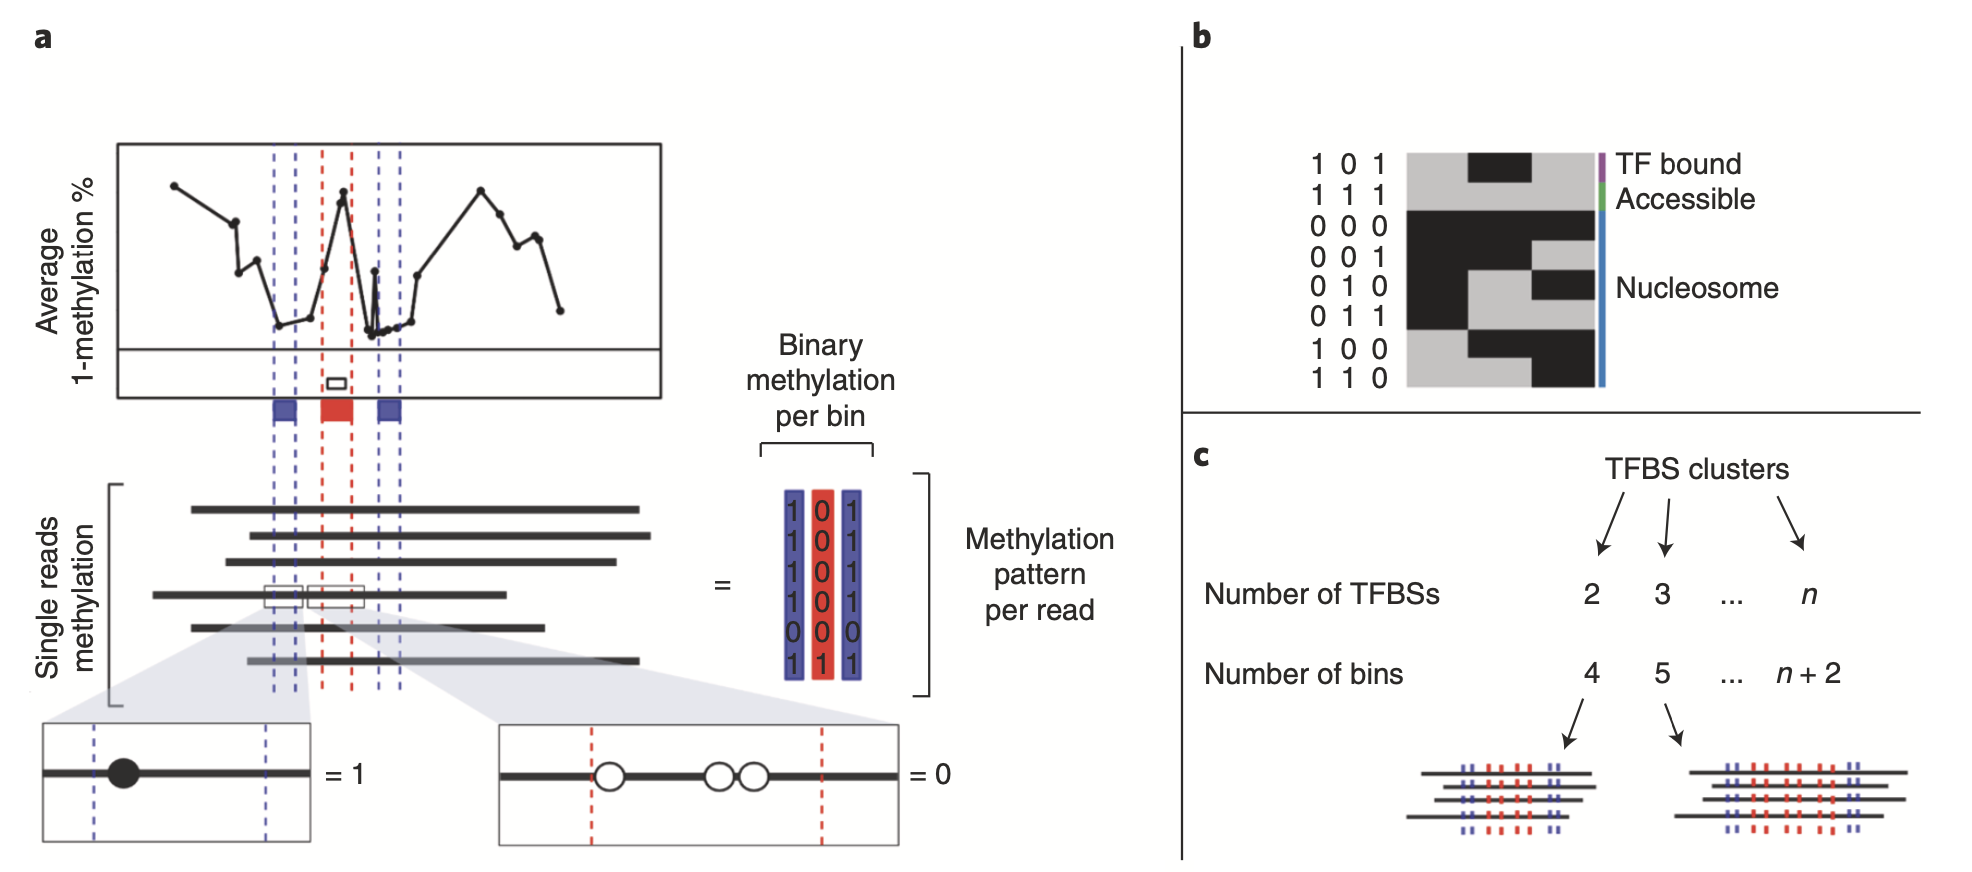 a
Average
1-methylation %
Single reads
methylation
Binary
methylation
per bin
=
1 0 1
1 0 1
1 0 1
1 0 1
0 0 0
1 1 1
Methylation
pattern
per read
= 1
= 0
b
1 0 1
1 1 1
0 0 0
0 0 1
0 1 0
0 1 1
1 0 0
1 1 0
TF bound
Accessible
Nucleosome
c
TFBS clusters
Number of TFBSs 2 3 ... n
Number of bins 4 5 ... n + 2